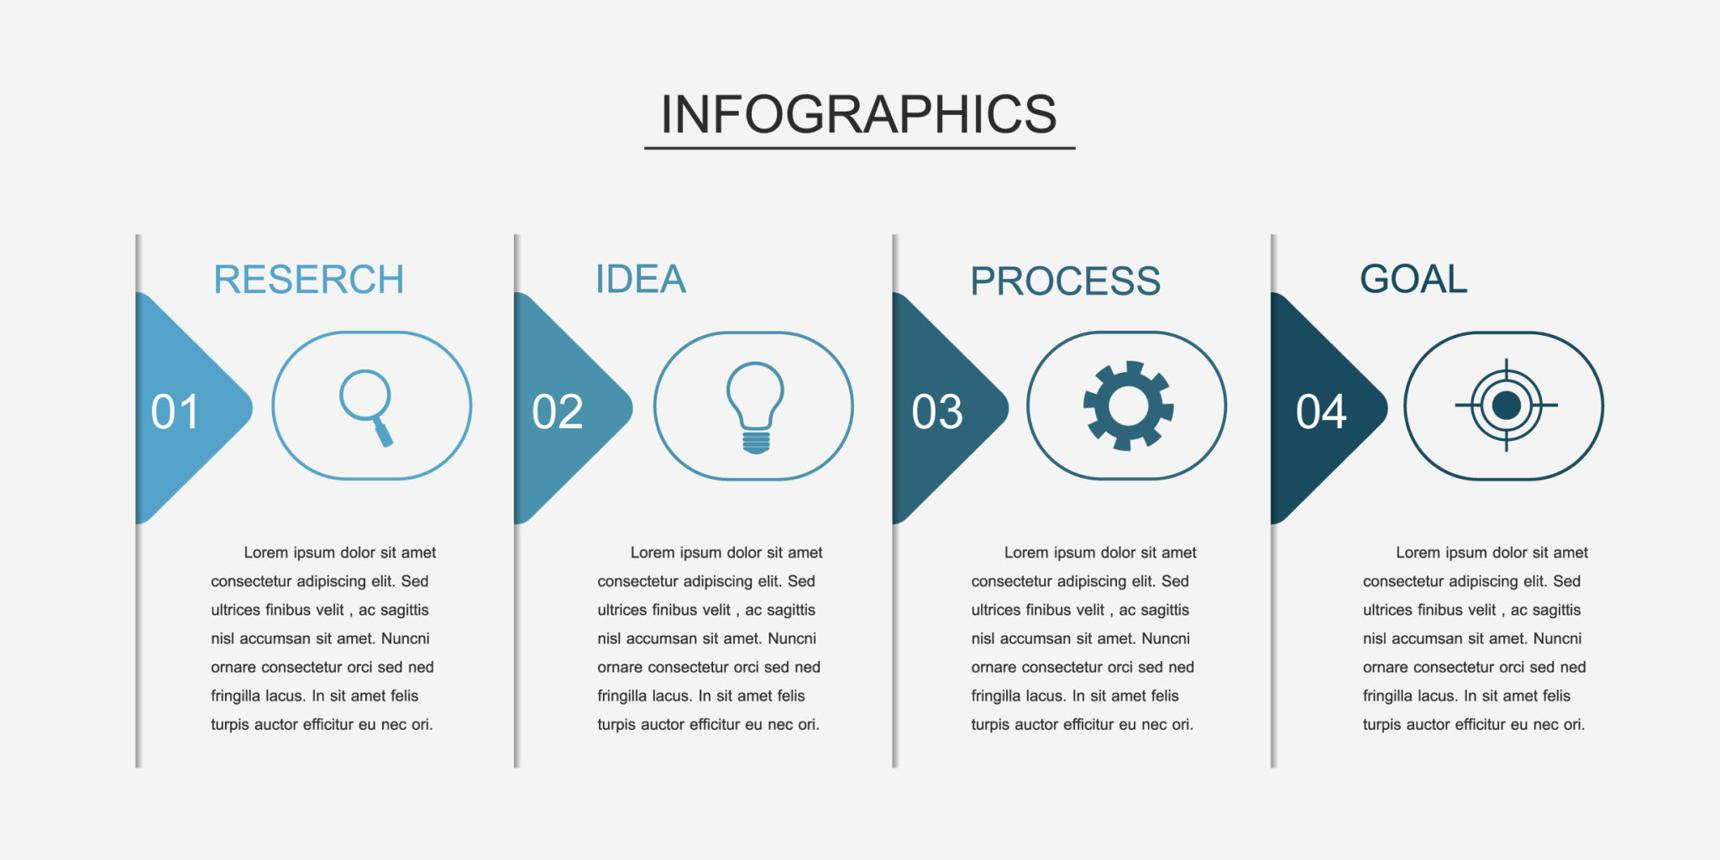 INFOGRAPHICS
RESERCH
01
Lorem ipsum dolor sit amet
consectetur adipiscing elit. Sed
ultrices finibus velit , ac sagittis
nisl accumsan sit amet. Nuncni
ornare consectetur orci sed ned
fringilla lacus. In sit amet felis
turpis auctor efficitur eu nec ori.
IDEA
02
Lorem ipsum dolor sit amet
consectetur adipiscing elit. Sed
ultrices finibus velit , ac sagittis
nisl accumsan sit amet. Nuncni
ornare consectetur orci sed ned
fringilla lacus. In sit amet felis
turpis auctor efficitur eu nec ori.
PROCESS
03
Lorem ipsum dolor sit amet
consectetur adipiscing elit. Sed
ultrices finibus velit , ac sagittis
nisl accumsan sit amet. Nuncni
ornare consectetur orci sed ned
fringilla lacus. In sit amet felis
turpis auctor efficitur eu nec ori.
GOAL
04
Lorem ipsum dolor sit amet
consectetur adipiscing elit. Sed
ultrices finibus velit , ac sagittis
nisl accumsan sit amet. Nuncni
ornare consectetur orci sed ned
fringilla lacus. In sit amet felis
turpis auctor efficitur eu nec ori.